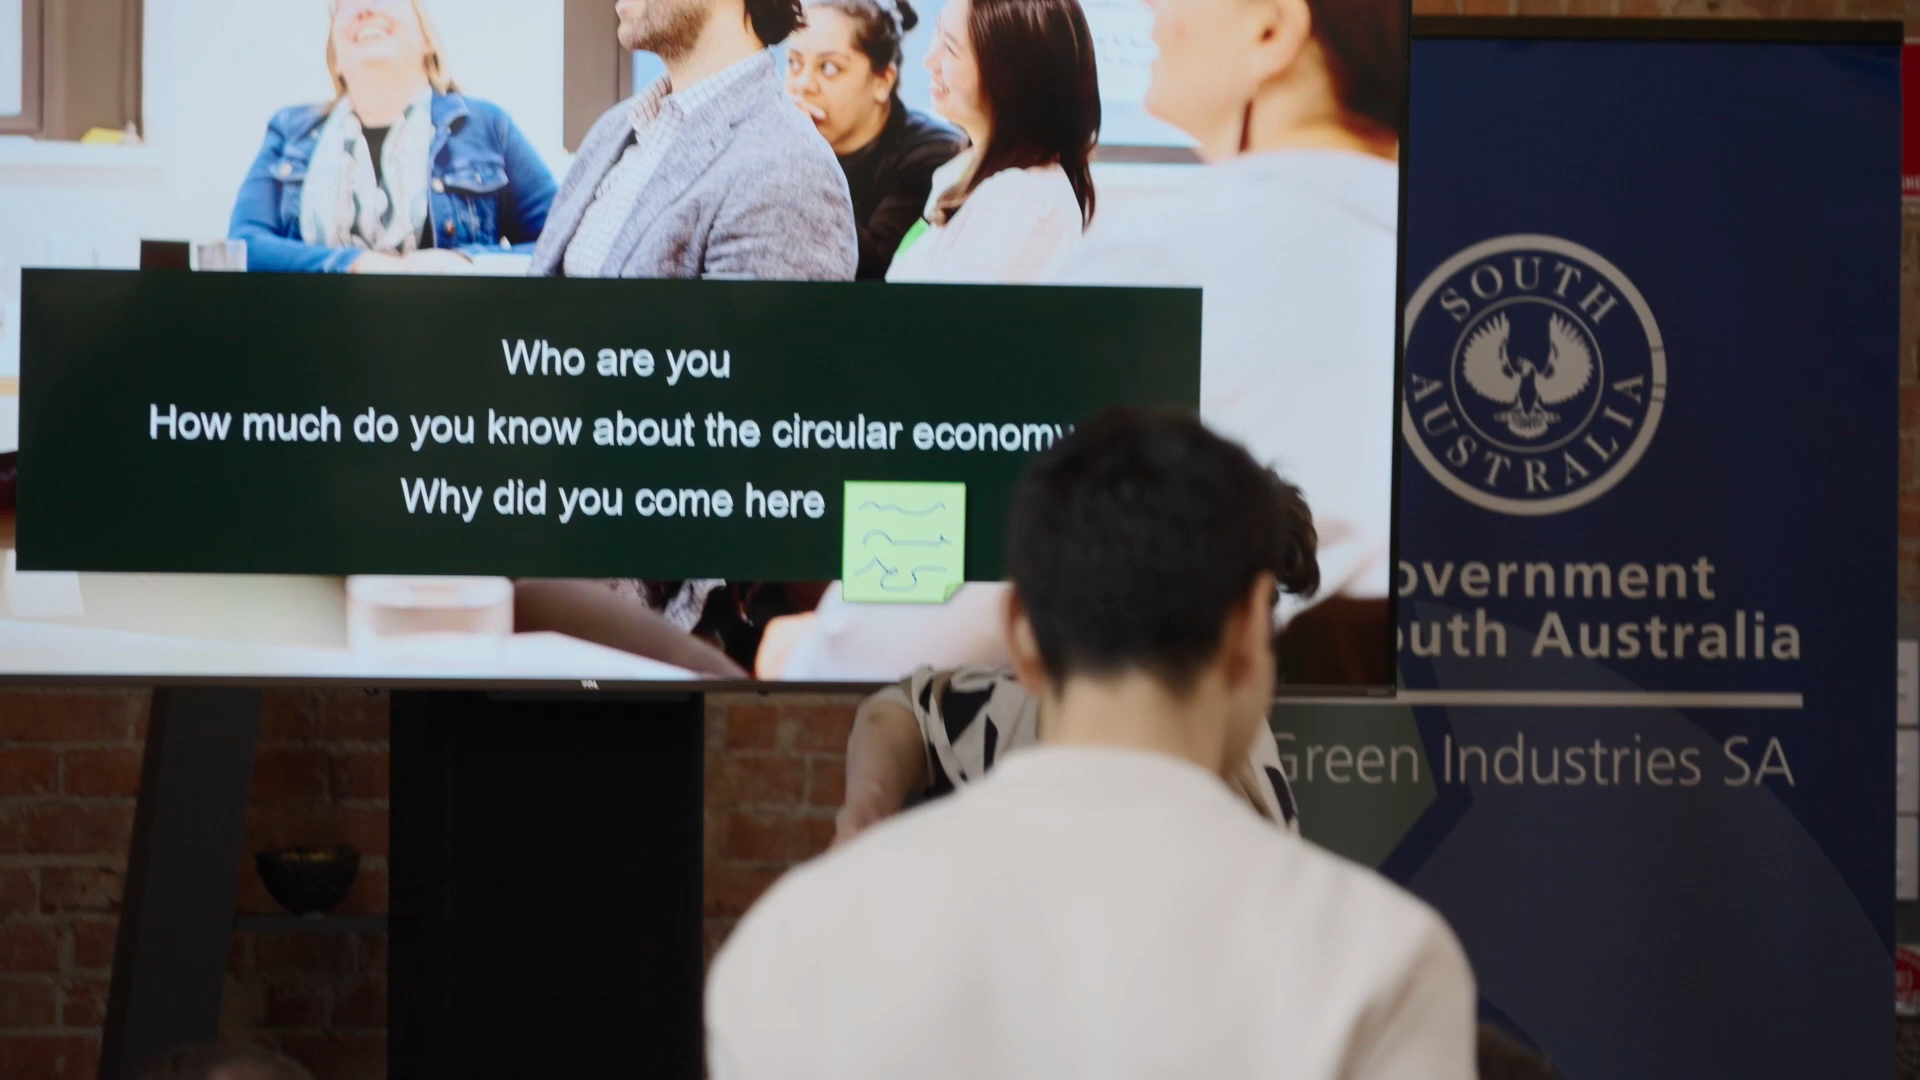 Who are you
How much do you know about the circular economy
Why did you come here
SOUTH
AUSTRALIA
overnment
outh Australia
Green Industries SA